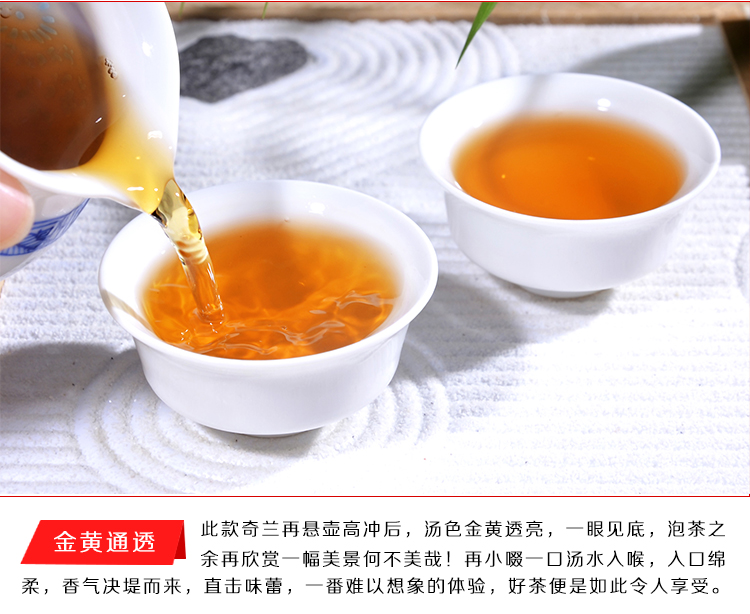 金黄通透
此款奇兰再悬壶高冲后，汤色金黄透亮，一眼见底，泡茶之
余再欣赏一幅美景何不美哉！再小啜一口汤水入喉，入口绵
柔，香气决堤而来，直击味蕾，一番难以想象的体验，好茶便是如此令人享受。